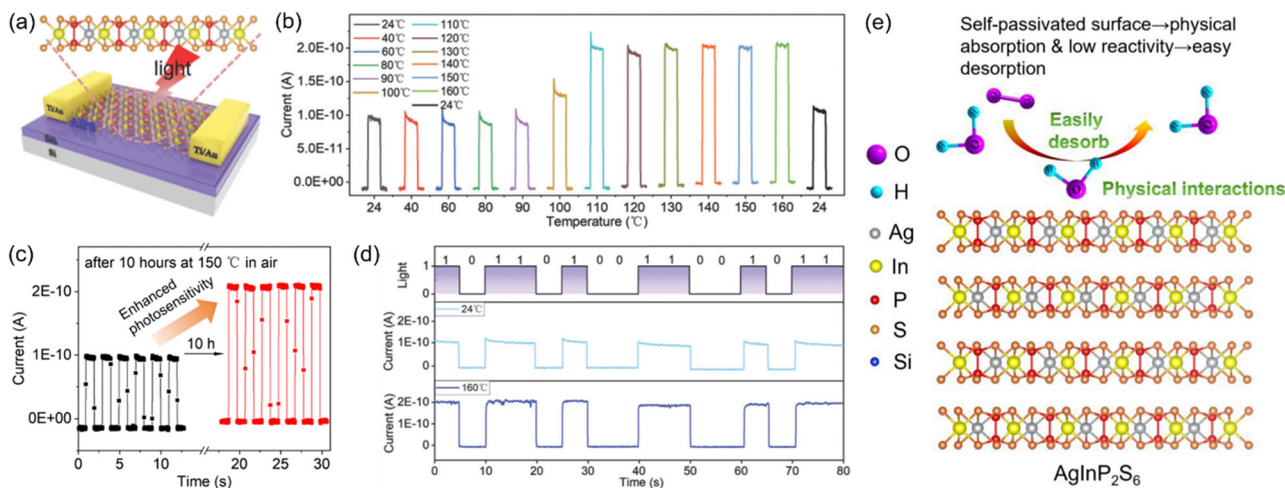 (a)
light
Ti/Au
Ti/Au
Si
(b)
Current (A)
2.0E-10
1.5E-10
1.0E-10
5.0E-11
0.0E+00
24℃
40℃
60℃
80℃
90℃
100℃
110℃
120℃
130℃
140℃
150℃
160℃
24℃
24 40 60 80 90 100 110 120 130 140 150 160 24
Temperature (℃)
(c)
after 10 hours at 150 ℃ in air
Enhanced
photosensitivity
10 h
Current (A)
2E-10
1E-10
0E+00
0 5 10 20 25 30
Time (s)
(d)
1 0 1 1 0 1 0 0 1 1 0 0 1 0 1 1
Light
1
0
24℃
Current (A)
2E-10
1E-10
0
160℃
Current (A)
2E-10
1E-10
0
0 10 20 30 40 50 60 70 80
Time (s)
(e)
Self-passivated surface→physical
absorption & low reactivity→easy
desorption
Easily
desorb
Physical interactions
O
H
Ag
In
P
S
Si
AgInP₂S₆